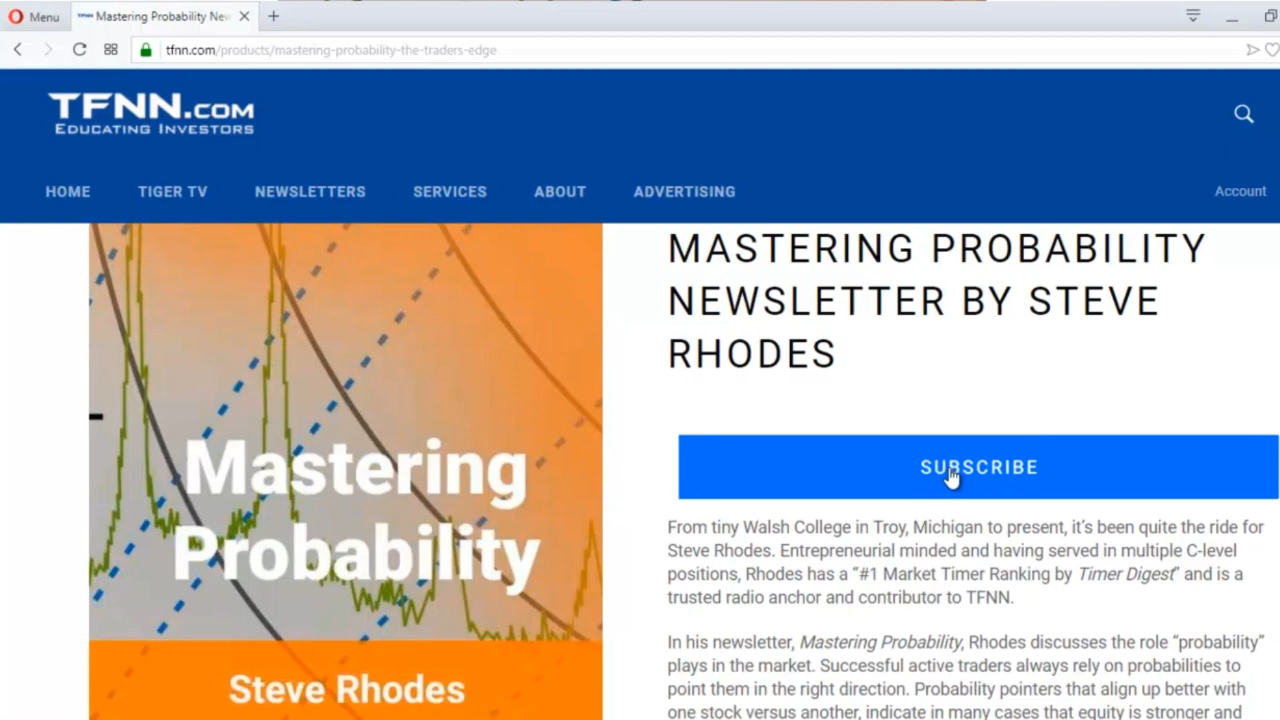 Menu
TFNN Mastering Probability New
tfnn.com/products/mastering-probability-the-traders-edge
TFNN.COM
EDUCATING INVESTORS
HOME TIGER TV NEWSLETTERS SERVICES ABOUT ADVERTISING Account
Mastering
Probability
Steve Rhodes
MASTERING PROBABILITY
NEWSLETTER BY STEVE
RHODES
SUBSCRIBE
From tiny Walsh College in Troy, Michigan to present, it's been quite the ride for
Steve Rhodes. Entrepreneurial minded and having served in multiple C-level
positions, Rhodes has a “#1 Market Timer Ranking by Timer Digest” and is a
trusted radio anchor and contributor to TFNN.
In his newsletter, Mastering Probability, Rhodes discusses the role “probability”
plays in the market. Successful active traders always rely on probabilities to
point them in the right direction. Probability pointers that align up better with
one stock versus another, indicate in many cases that equity is stronger and